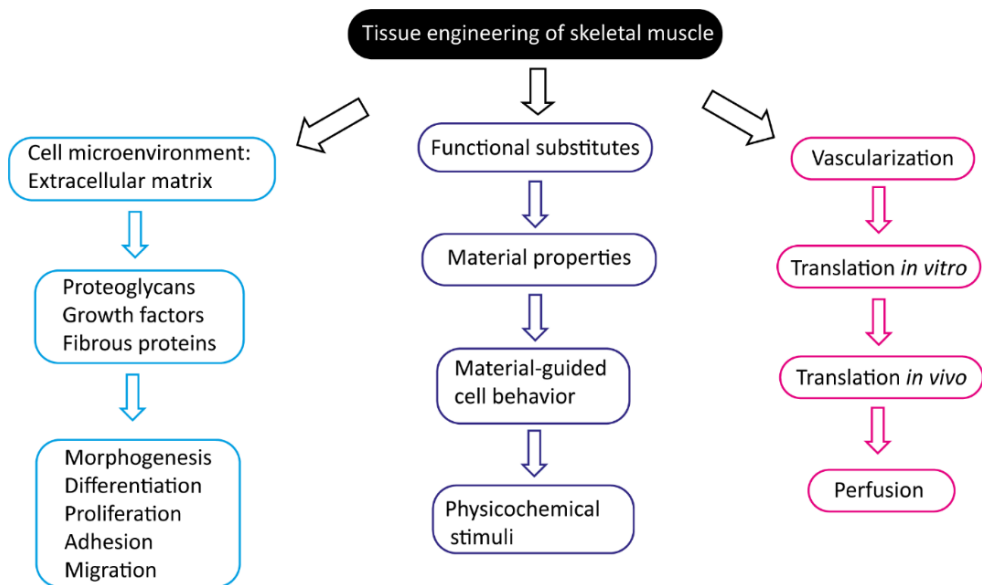 Tissue engineering of skeletal muscle
Cell microenvironment:
Extracellular matrix
Proteoglycans
Growth factors
Fibrous proteins
Morphogenesis
Differentiation
Proliferation
Adhesion
Migration
Functional substitutes
Material properties
Material-guided
cell behavior
Physicochemical
stimuli
Vascularization
Translation in vitro
Translation in vivo
Perfusion